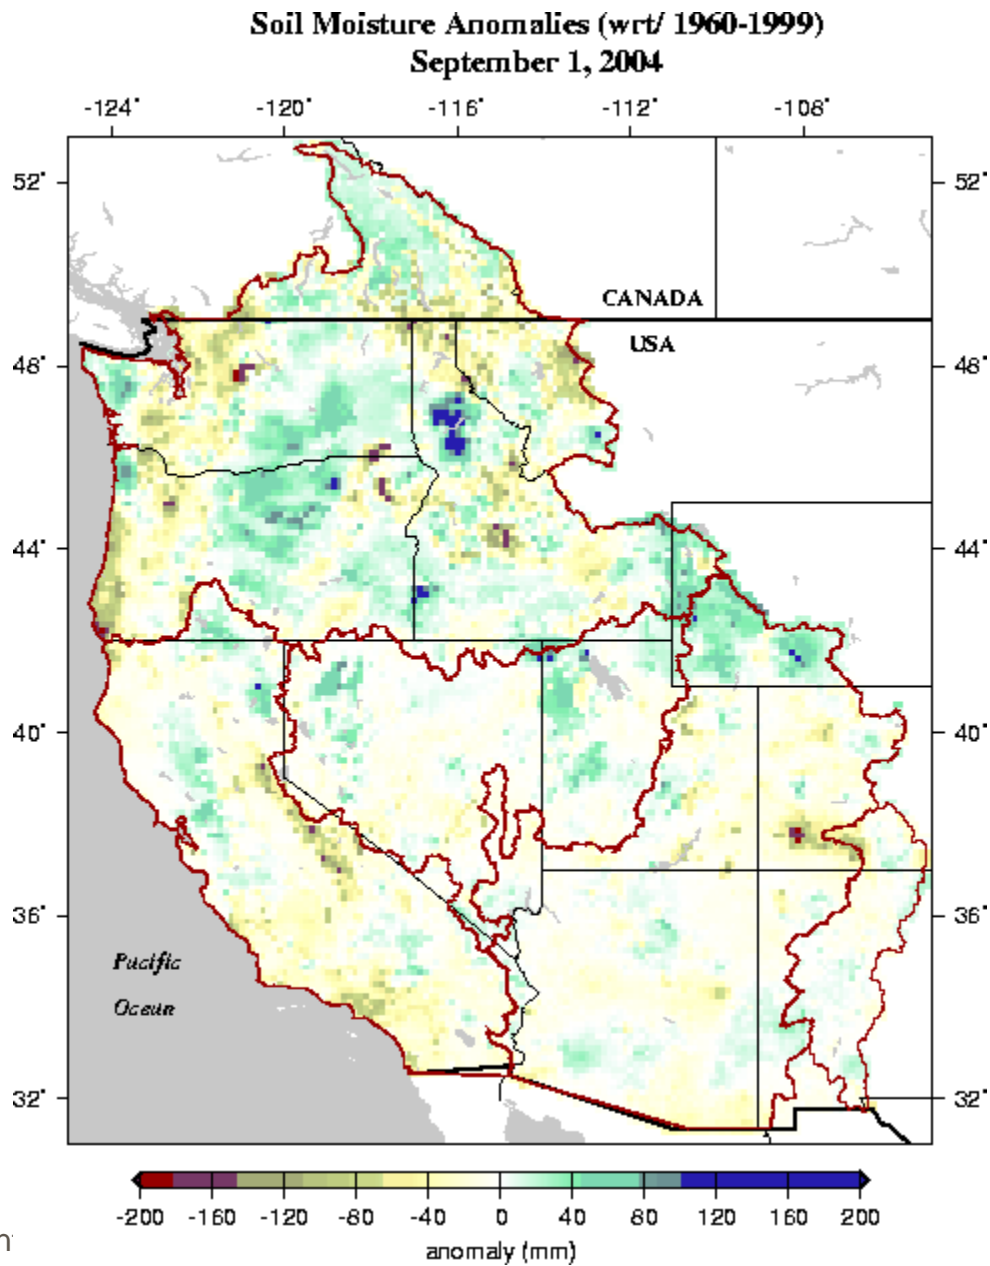 Soil Moisture Anomalies (wrt/ 1960-1999)
September 1, 2004
-124° -120° -116° -112° -108°
52° 52°
CANADA
USA
48° 48°
44° 44°
40° 40°
36° 36°
Pacific
Ocean
32° 32°
-200 -160 -120 -80 -40 0 40 80 120 160 200
anomaly (mm)